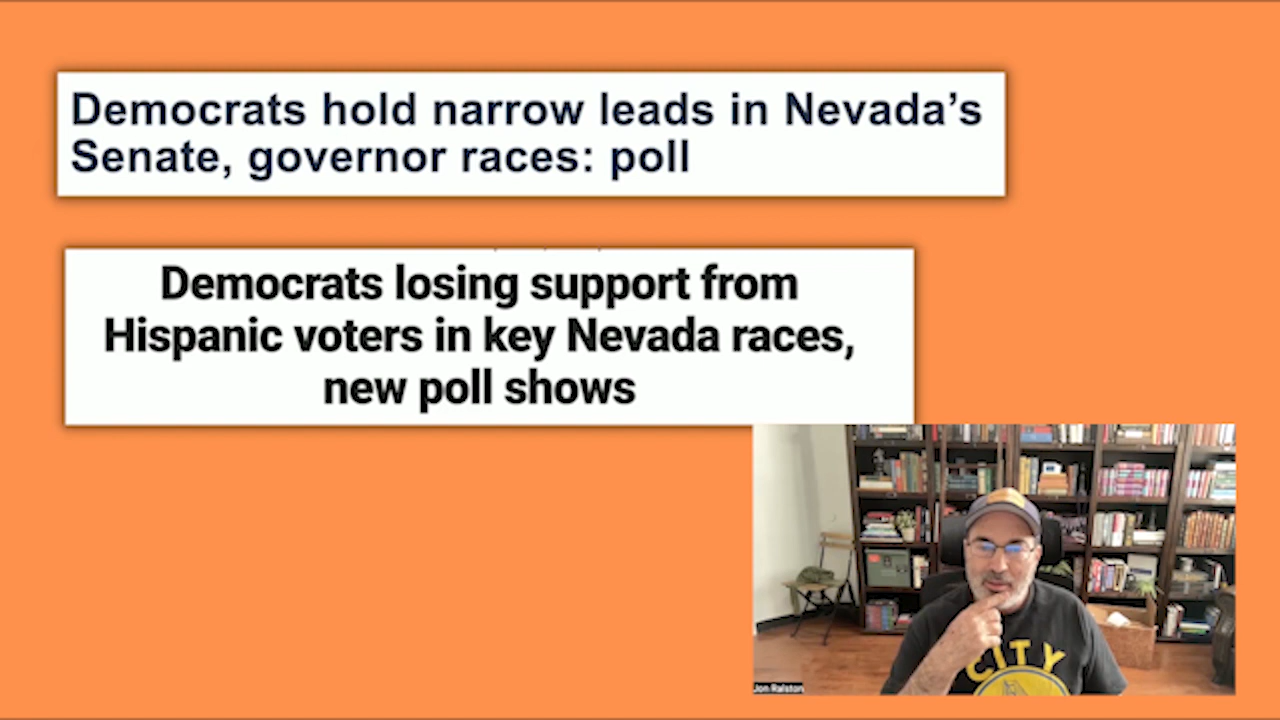 Democrats hold narrow leads in Nevada’s
Senate, governor races: poll
Democrats losing support from
Hispanic voters in key Nevada races,
new poll shows
CITY
Jon Ralston